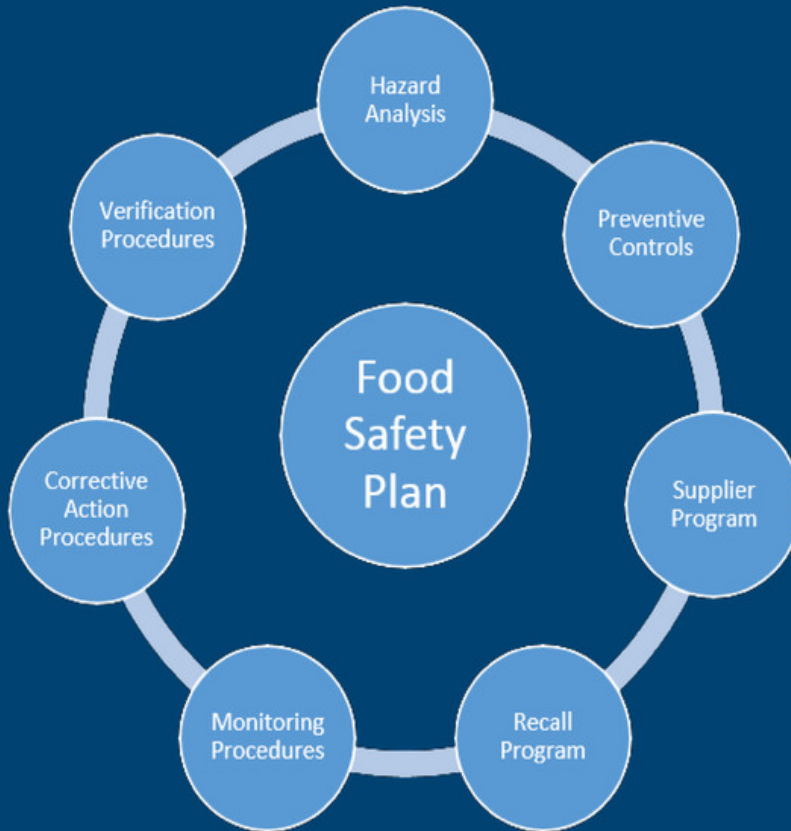 Hazard
Analysis
Preventive
Controls
Supplier
Program
Recall
Program
Monitoring
Procedures
Corrective
Action
Procedures
Verification
Procedures
Food
Safety
Plan